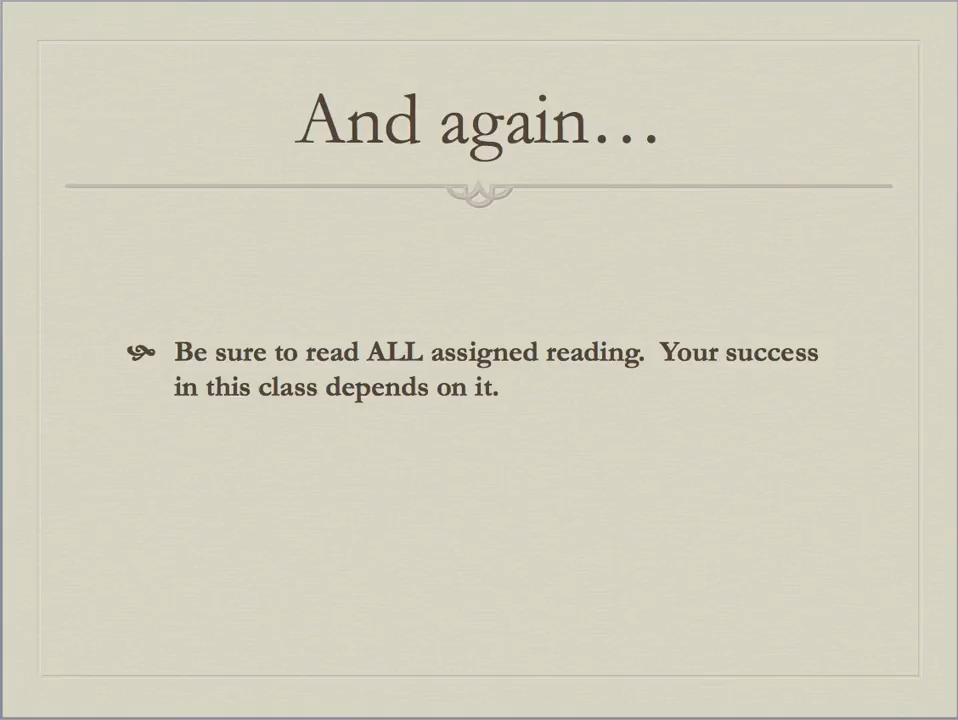 And again…
Be sure to read ALL assigned reading.  Your success
in this class depends on it.